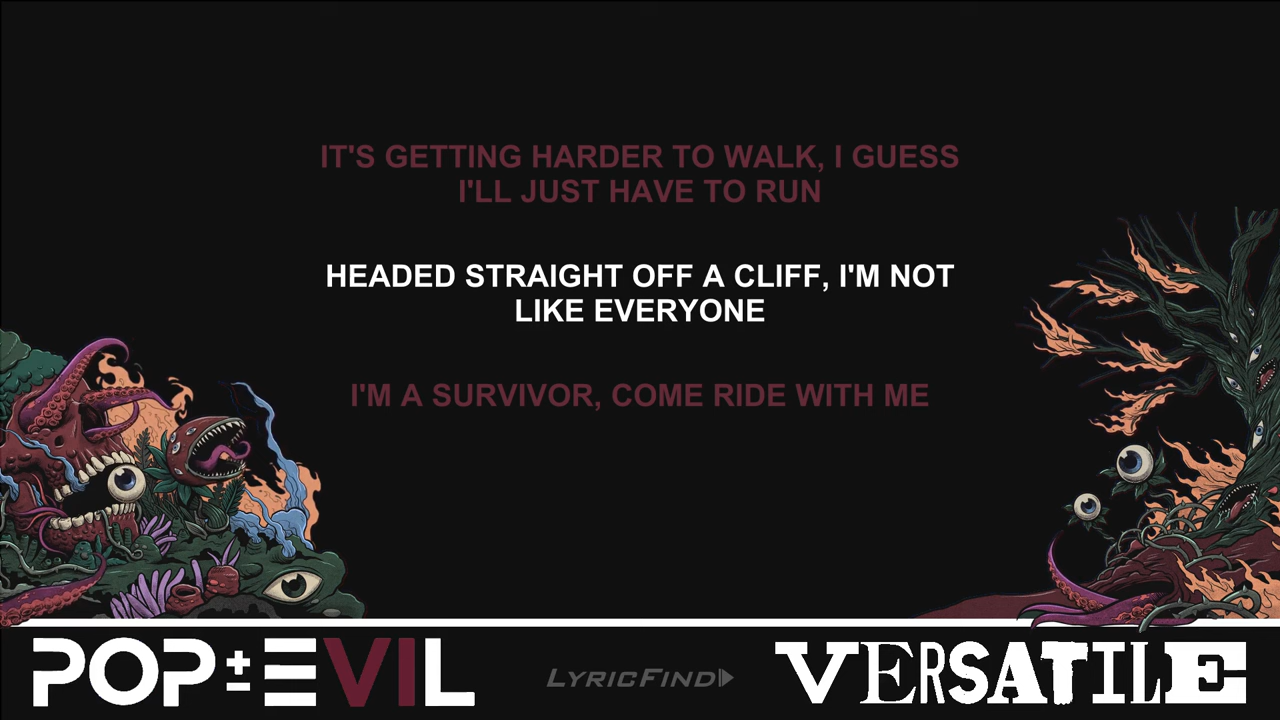 IT'S GETTING HARDER TO WALK, I GUESS
I'LL JUST HAVE TO RUN
HEADED STRAIGHT OFF A CLIFF, I'M NOT
LIKE EVERYONE
I'M A SURVIVOR, COME RIDE WITH ME
POP EVIL
LYRICFIND
VERSATILE